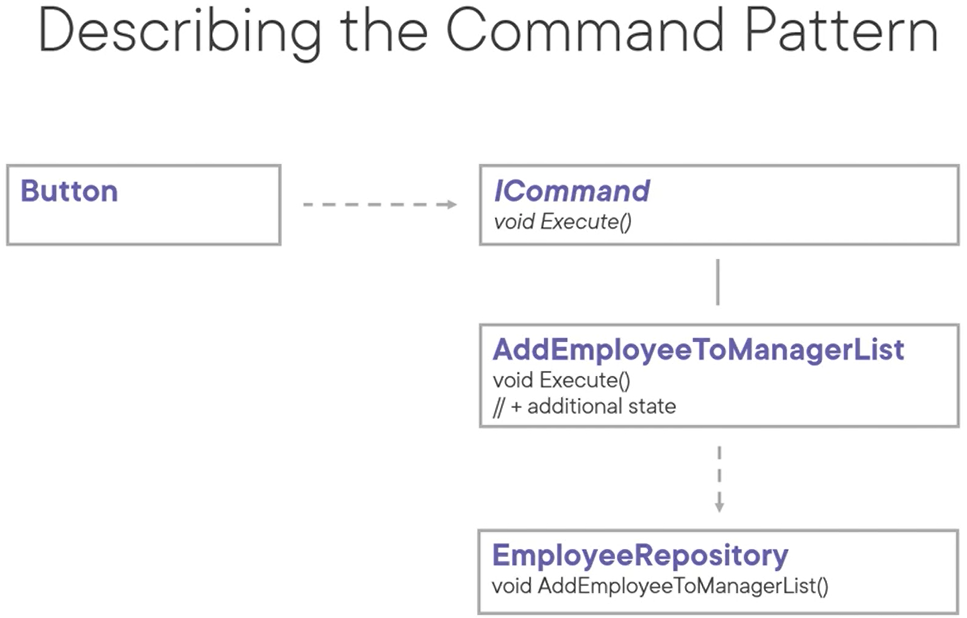 Describing the Command Pattern
Button
ICommand
void Execute()
AddEmployeeToManagerList
void Execute()
// + additional state
EmployeeRepository
void AddEmployeeToManagerList()